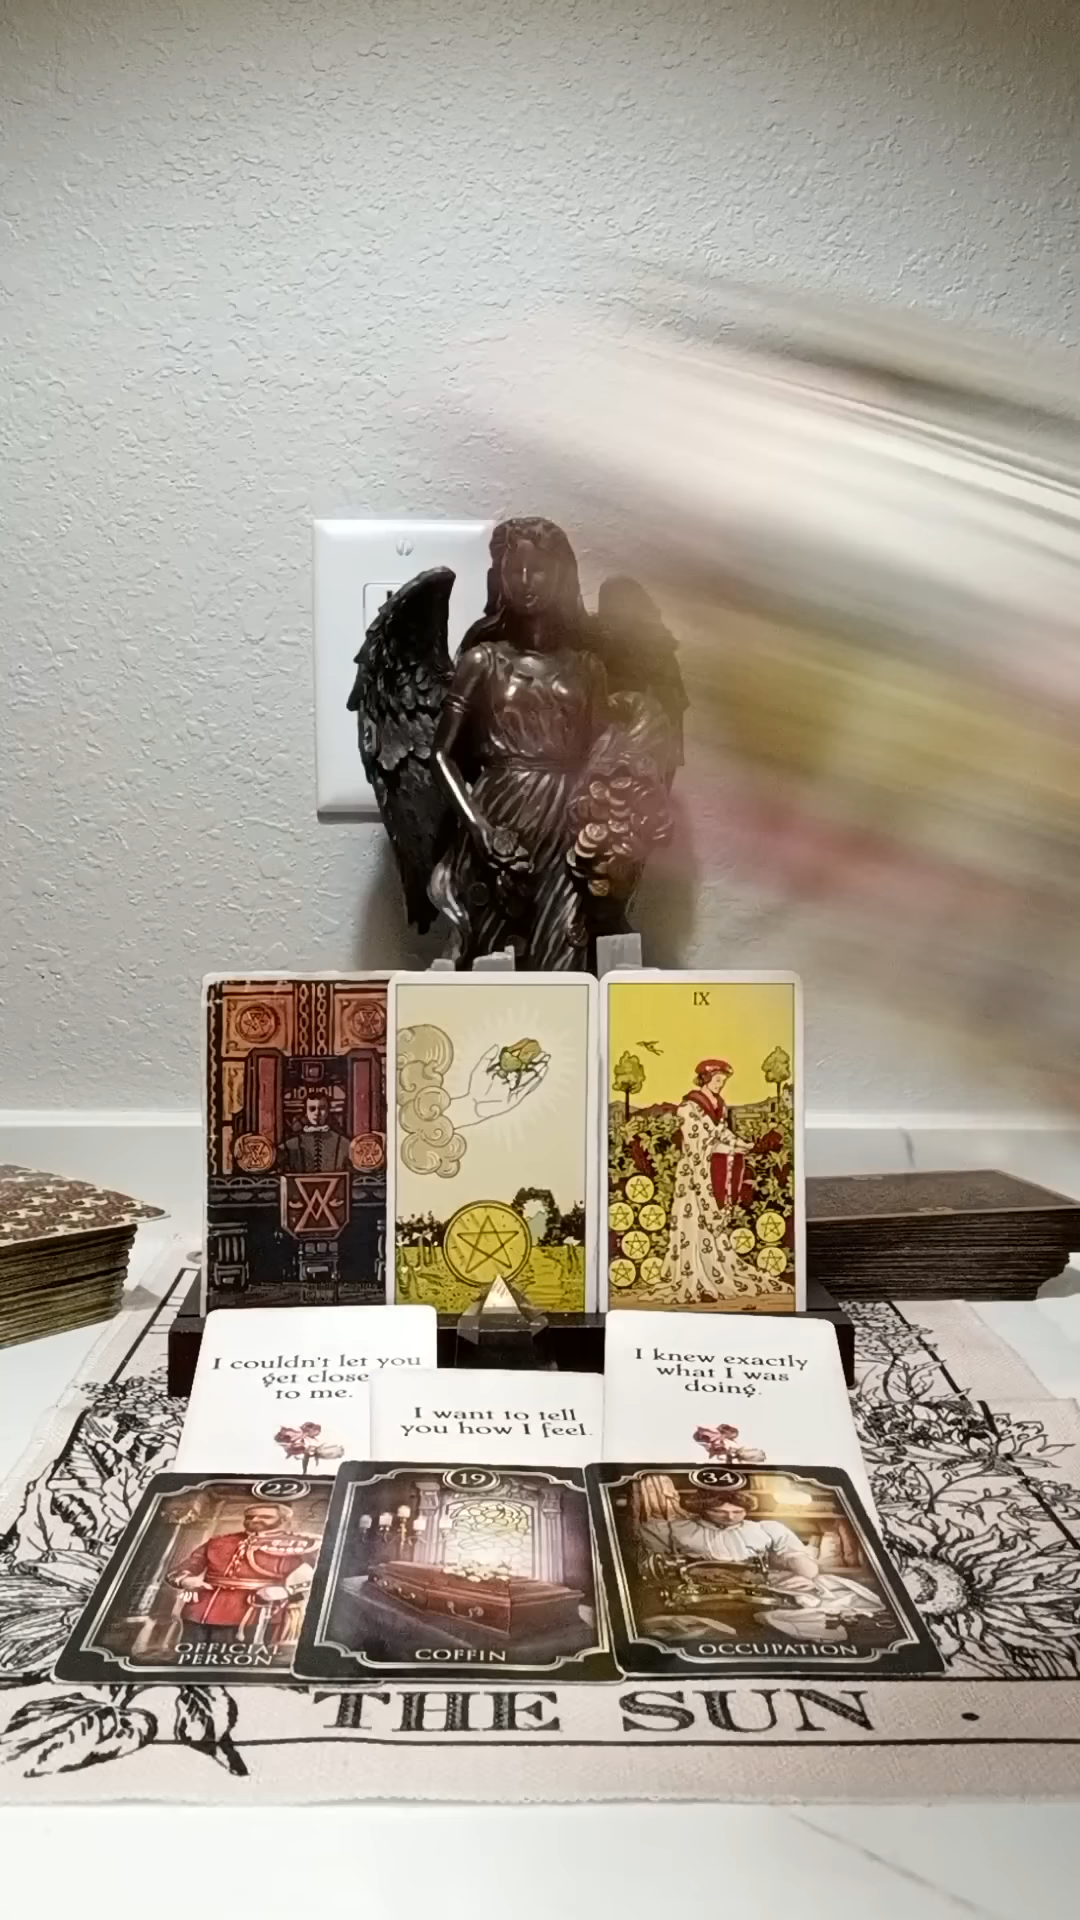 IX
I couldn't let you
get close
to me.
I want to tell
you how I feel.
I knew exactly
what I was
doing.
22
OFFICIAL
PERSON
19
COFFIN
34
OCCUPATION
THE SUN